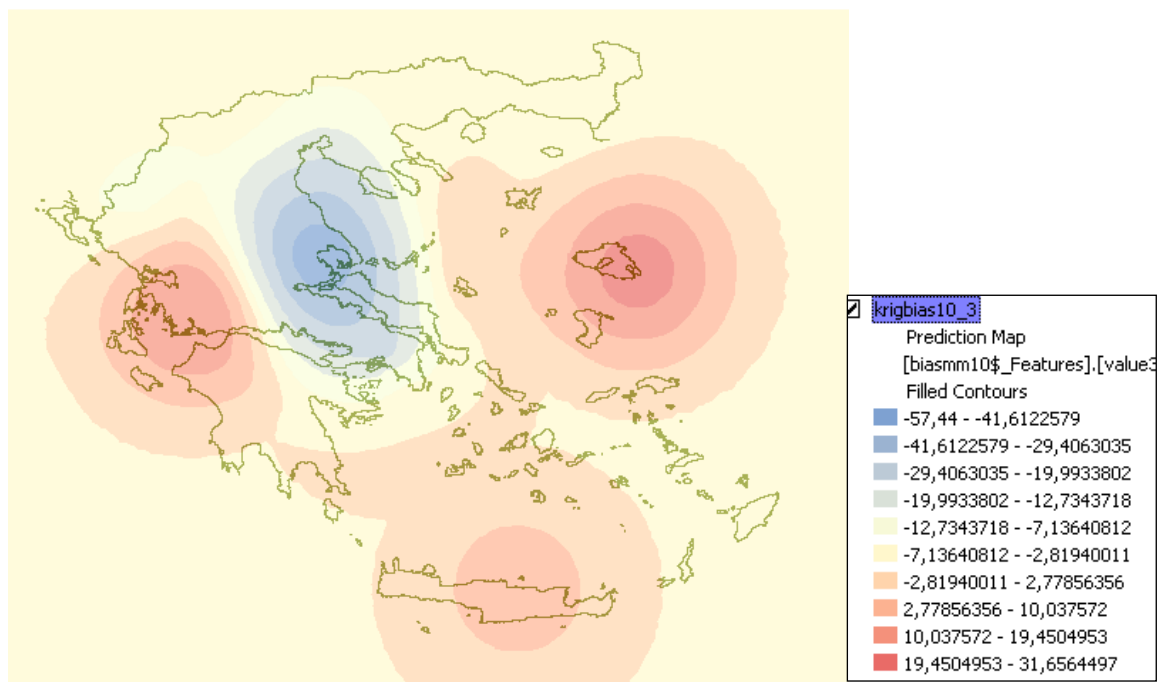 krigbias10_3
Prediction Map
[biasmm10$_Features].[value3
Filled Contours
-57,44 - -41,6122579
-41,6122579 - -29,4063035
-29,4063035 - -19,9933802
-19,9933802 - -12,7343718
-12,7343718 - -7,13640812
-7,13640812 - -2,81940011
-2,81940011 - 2,77856356
2,77856356 - 10,037572
10,037572 - 19,4504953
19,4504953 - 31,6564497